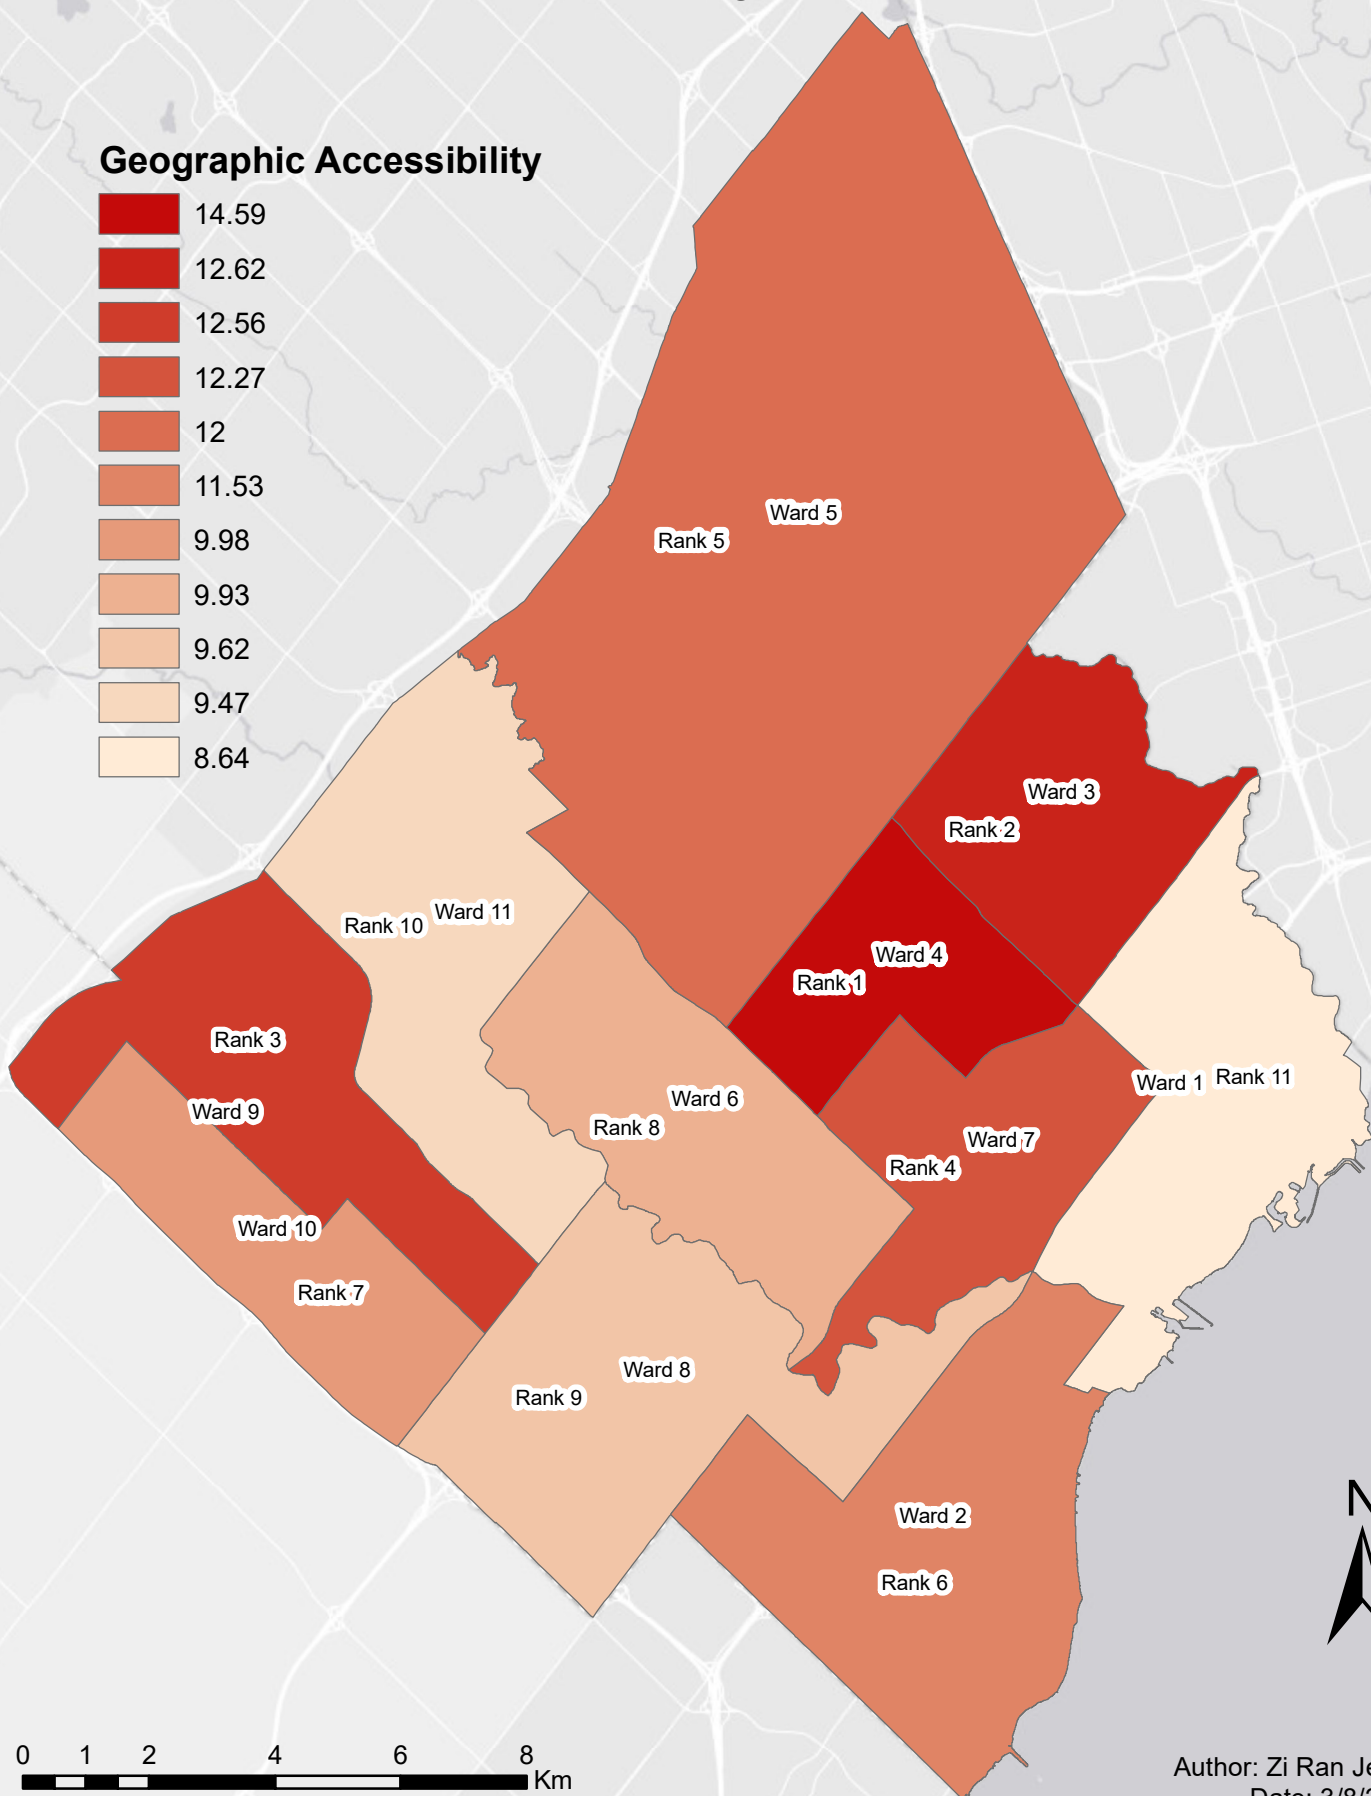 Geographic Accessibility
14.59
12.62
12.56
12.27
12
11.53
9.98
9.93
9.62
9.47
8.64
Ward 5
Rank 5
Ward 3
Rank 2
Ward 11
Rank 10
Ward 4
Rank 1
Rank 3
Ward 9
Ward 6
Rank 8
Ward 1 Rank 11
Ward 7
Rank 4
Ward 10
Rank 7
Ward 8
Rank 9
Ward 2
Rank 6
N
0 1 2 4 6 8
Km
Author: Zi Ran Je